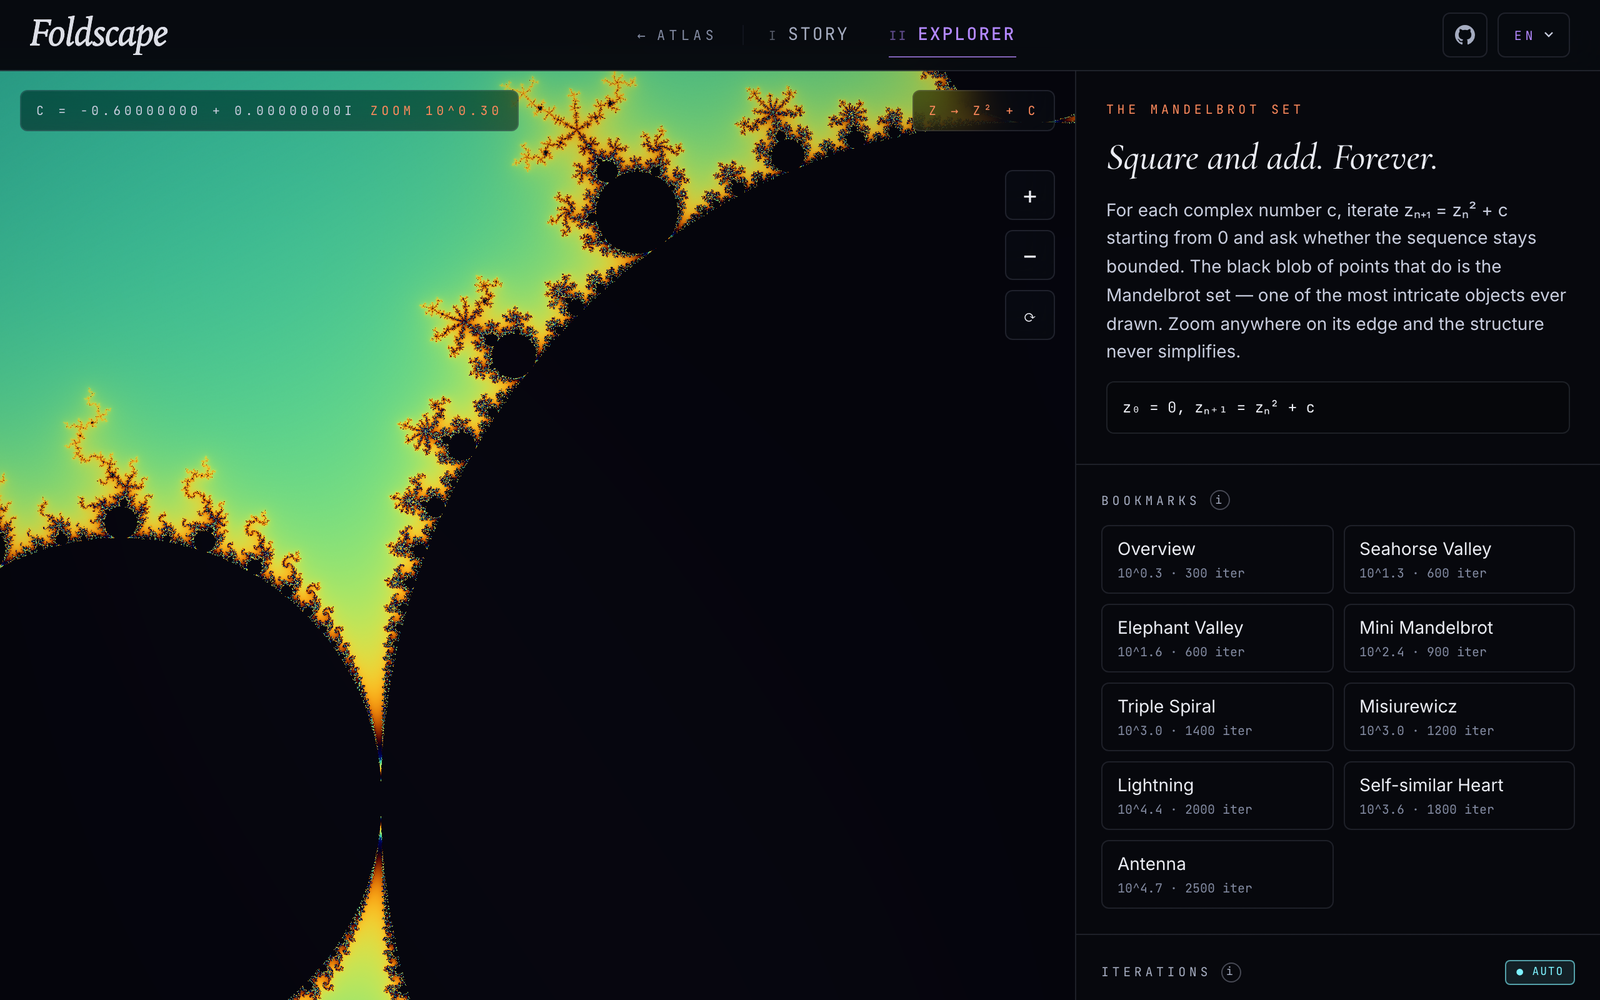 Foldscape
← ATLAS
I STORY
II EXPLORER
EN
C = -0.60000000 + 0.00000000I ZOOM 10^0.30
Z → Z² + C
+
−
⟳
THE MANDELBROT SET
Square and add. Forever.
For each complex number c, iterate zₙ₊₁ = zₙ² + c
starting from 0 and ask whether the sequence stays
bounded. The black blob of points that do is the
Mandelbrot set — one of the most intricate objects ever
drawn. Zoom anywhere on its edge and the structure
never simplifies.
z₀ = 0, zₙ₊₁ = zₙ² + c
BOOKMARKS i
Overview
10^0.3 · 300 iter
Seahorse Valley
10^1.3 · 600 iter
Elephant Valley
10^1.6 · 600 iter
Mini Mandelbrot
10^2.4 · 900 iter
Triple Spiral
10^3.0 · 1400 iter
Misiurewicz
10^3.0 · 1200 iter
Lightning
10^4.4 · 2000 iter
Self-similar Heart
10^3.6 · 1800 iter
Antenna
10^4.7 · 2500 iter
ITERATIONS i
● AUTO